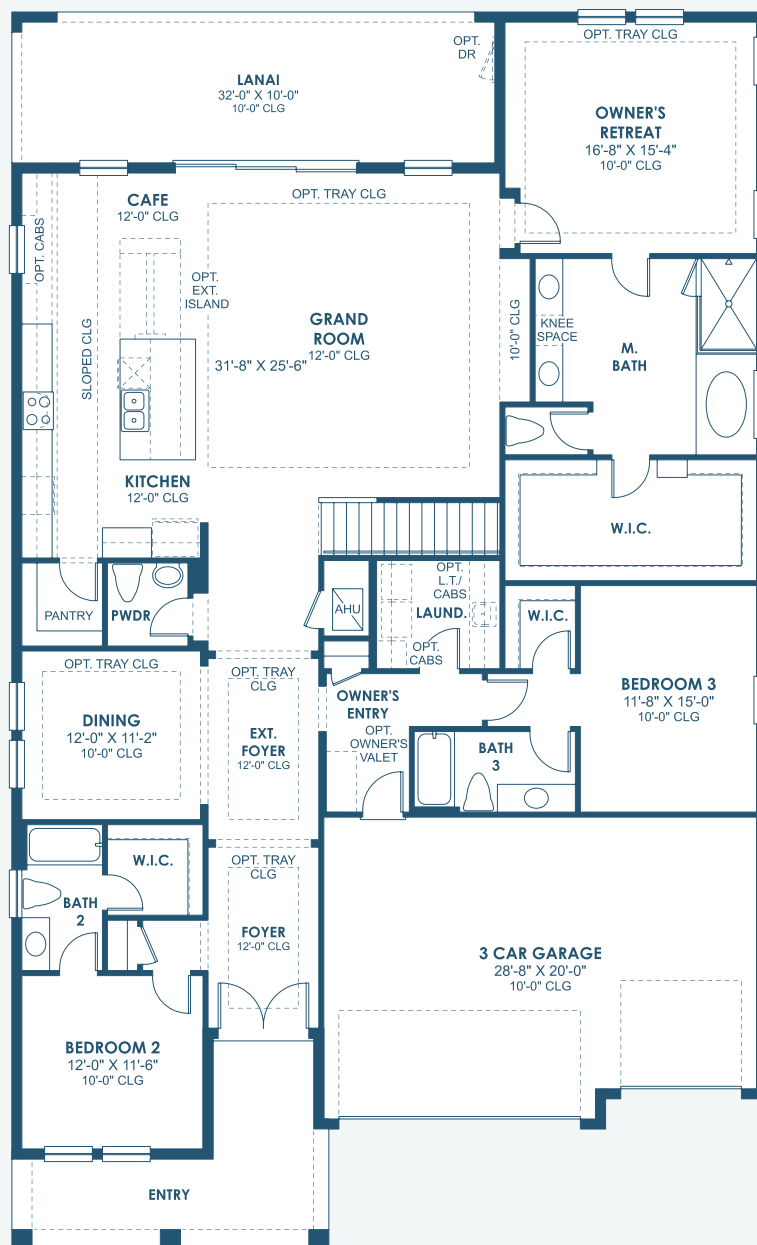 OPT.
DR
LANAI
32'-0" X 10'-0"
10'-0" CLG
OPT. TRAY CLG
OWNER'S
RETREAT
16'-8" X 15'-4"
10'-0" CLG
CAFE
12'-0" CLG
OPT. TRAY CLG
OPT. CABS
OPT.
EXT.
ISLAND
SLOPED CLG
GRAND
ROOM
12'-0" CLG
31'-8" X 25'-6"
10'-0" CLG
KNEE
SPACE
M.
BATH
KITCHEN
12'-0" CLG
W.I.C.
PANTRY
PWDR
AHU
OPT.
L.T./
CABS
LAUND.
OPT.
CABS
W.I.C.
OPT. TRAY CLG
DINING
12'-0" X 11'-2"
10'-0" CLG
OPT. TRAY
CLG
EXT.
FOYER
12'-0" CLG
OWNER'S
ENTRY
OPT.
OWNER'S
VALET
BATH
3
BEDROOM 3
11'-8" X 15'-0"
10'-0" CLG
W.I.C.
BATH
2
OPT. TRAY
CLG
FOYER
12'-0" CLG
3 CAR GARAGE
28'-8" X 20'-0"
10'-0" CLG
BEDROOM 2
12'-0" X 11'-6"
10'-0" CLG
ENTRY